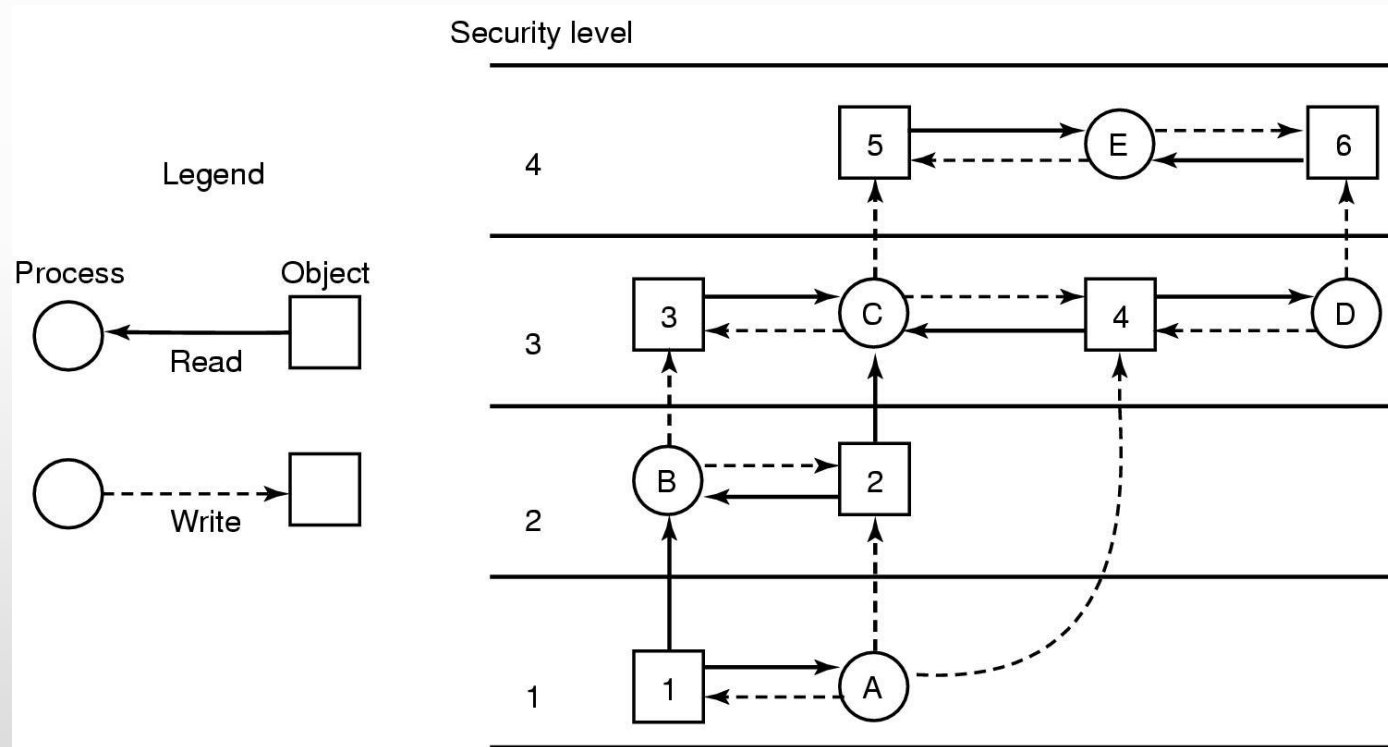 Security level
Legend
Process
Object
Read
Write
4
5
E
6
3
3
C
4
D
2
B
2
1
1
A